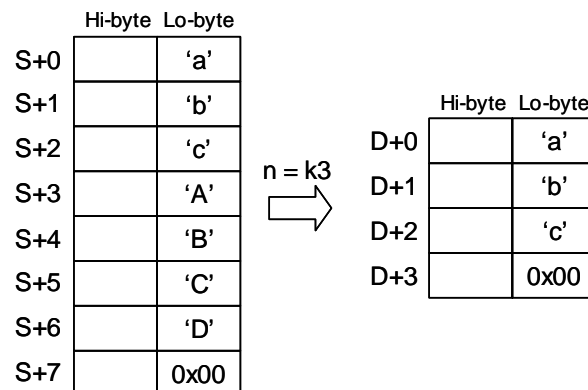 Hi-byte Lo-byte
S+0 ‘a’
S+1 ‘b’
S+2 ‘c’
S+3 ‘A’
S+4 ‘B’
S+5 ‘C’
S+6 ‘D’
S+7 0x00
n = k3
Hi-byte Lo-byte
D+0 ‘a’
D+1 ‘b’
D+2 ‘c’
D+3 0x00